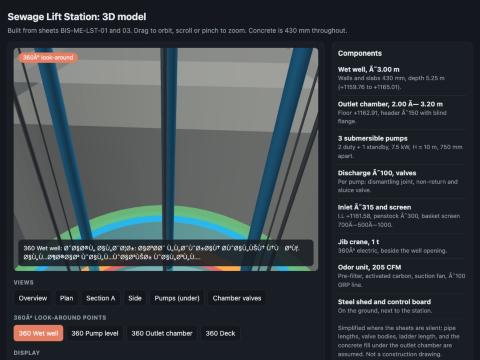 Sewage Lift Station: 3D model
Built from sheets BIS-ME-LST-01 and 03. Drag to orbit, scroll or pinch to zoom. Concrete is 430 mm throughout.
360Â° look-around
360 Wet well:
VIEWS
Overview
Plan
Section A
Side
Pumps (under)
Chamber valves
360Â° LOOK-AROUND POINTS
360 Wet well
360 Pump level
360 Outlet chamber
360 Deck
DISPLAY
Components
Wet well, Ã˜3.00 m
Walls and slabs 430 mm, depth 5.25 m
(+1159.76 to +1165.01).
Outlet chamber, 2.00 Ã— 3.20 m
Floor +1162.91, header Ã˜150 with blind
flange.
3 submersible pumps
2 duty + 1 standby, 7.5 kW, H = 10 m, 750 mm
apart.
Discharge Ã˜100, valves
Per pump: dismantling joint, non-return and
sluice valve.
Inlet Ã˜315 and screen
I.L +1161.58, penstock Ã˜300, basket screen
700Ã—500Ã—1000.
Jib crane, 1 t
360Â° electric, beside the well opening.
Odor unit, 205 CFM
Pre-filter, activated carbon, suction fan, Ã˜100
GRP line.
Steel shed and control board
On the ground, next to the station.
Simplified where the sheets are silent: pipe
lengths, valve bodies, ladder length, and the
concrete fill under the outlet chamber are
assumed. Not a construction drawing.